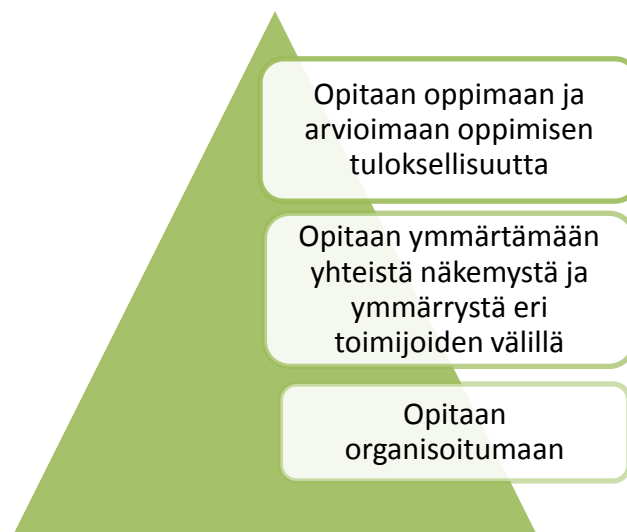 Opitaan oppimaan ja
arvioimaan oppimisen
tuloksellisuutta
Opitaan ymmärtämään
yhteistä näkemystä ja
ymmärrystä eri
toimijoiden välillä
Opitaan
organisoitumaan